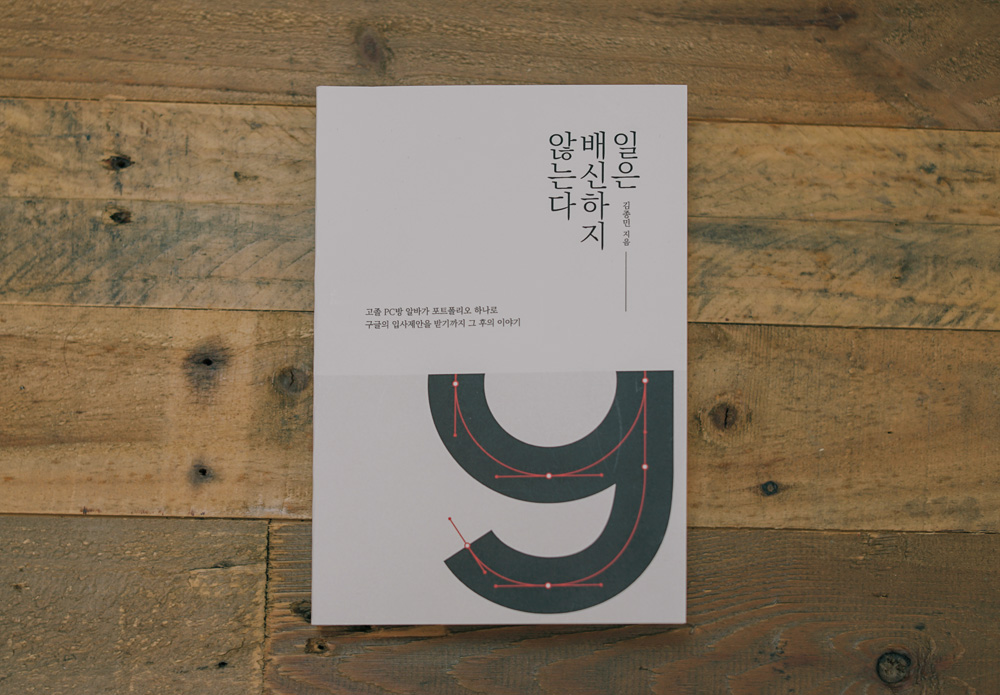 일은
배신하지
않는다
김종민 지음
고졸 PC방 알바가 포트폴리오 하나로
구글의 입사제안을 받기까지 그 후의 이야기